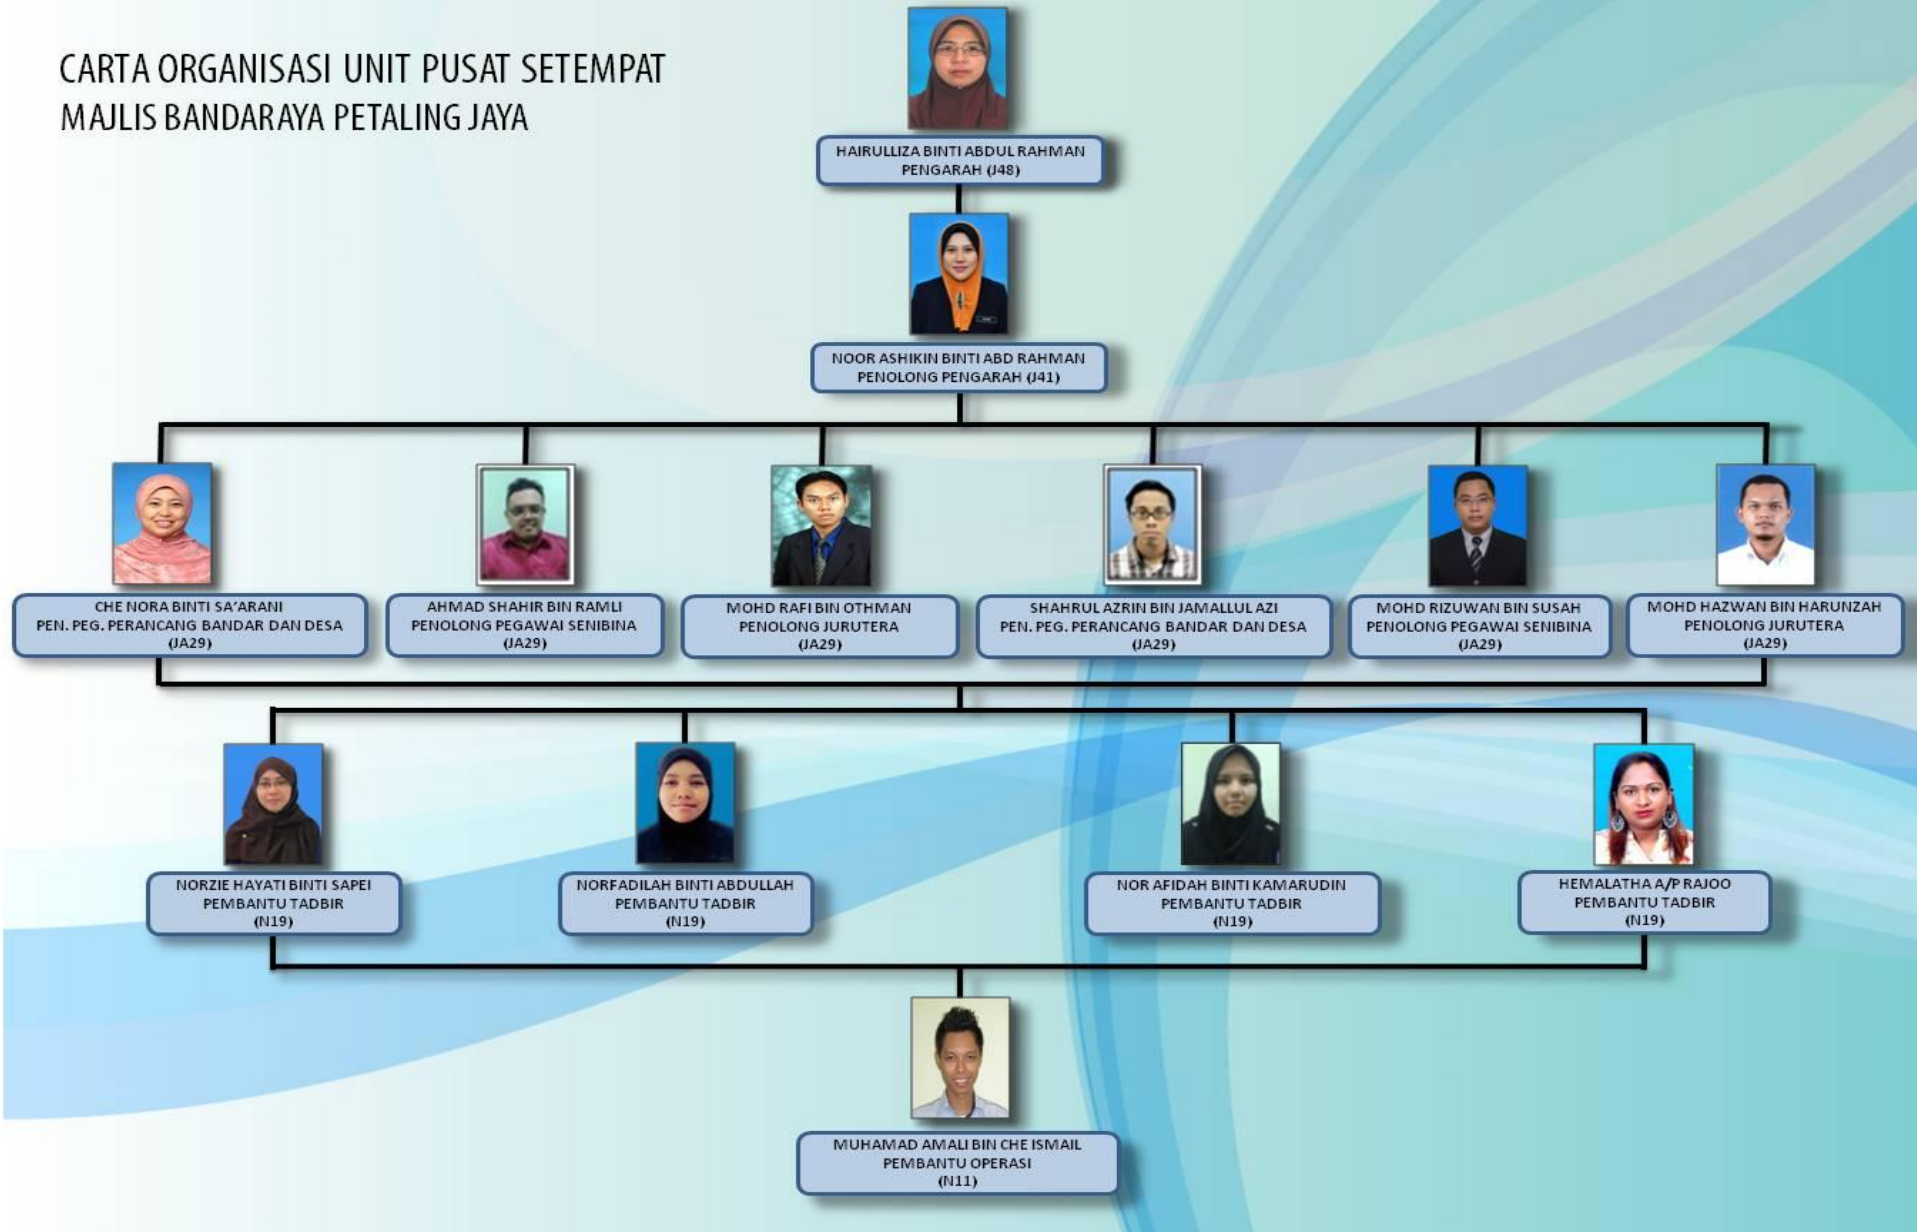 CARTA ORGANISASI UNIT PUSAT SETEMPAT
MAJLIS BANDARAYA PETALING JAYA
HAIRULLIZA BINTI ABDUL RAHMAN
PENGARAH (J48)
NOOR ASHIKIN BINTI ABD RAHMAN
PENOLONG PENGARAH (J41)
CHE NORA BINTI SA'ARANI
PEN. PEG. PERANCANG BANDAR DAN DESA
(JA29)
AHMAD SHAHIR BIN RAMLI
PENOLONG PEGAWAI SENIBINA
(JA29)
MOHD RAFI BIN OTHMAN
PENOLONG JURUTERA
(JA29)
SHAHRUL AZRIN BIN JAMALLUL AZI
PEN. PEG. PERANCANG BANDAR DAN DESA
(JA29)
MOHD RIZUWAN BIN SUSAH
PENOLONG PEGAWAI SENIBINA
(JA29)
MOHD HAZWAN BIN HARUNZAH
PENOLONG JURUTERA
(JA29)
NORZIE HAYATI BINTI SAPEI
PEMBANTU TADBIR
(N19)
NORFADILAH BINTI ABDULLAH
PEMBANTU TADBIR
(N19)
NOR AFIDAH BINTI KAMARUDIN
PEMBANTU TADBIR
(N19)
HEMALATHA A/P RAJOO
PEMBANTU TADBIR
(N19)
MUHAMAD AMALI BIN CHE ISMAIL
PEMBANTU OPERASI
(N11)